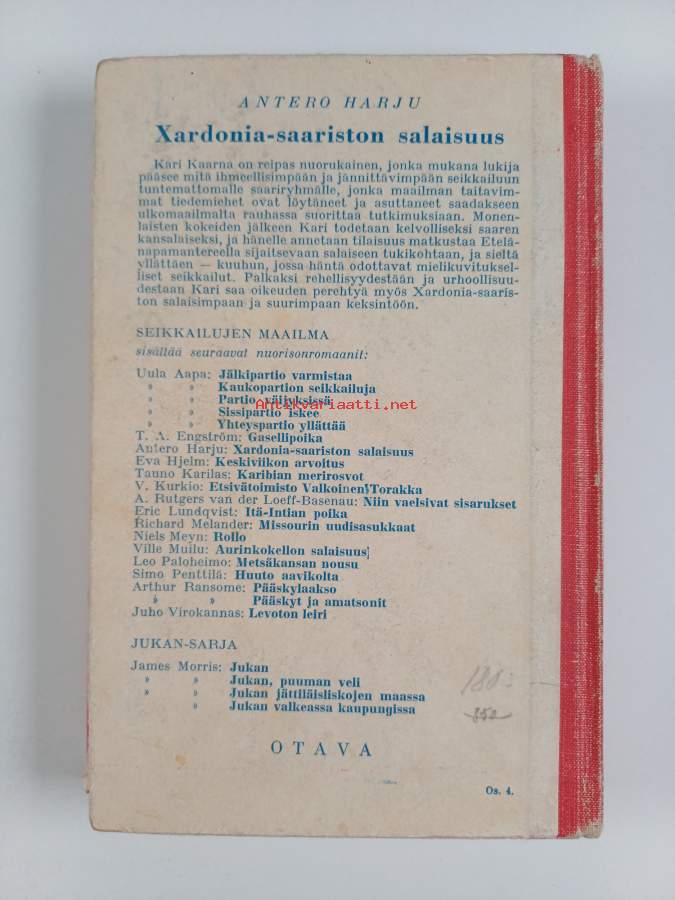 ANTERO HARJU
Xardonia-saariston salaisuus
Kari Kaarna on reipas nuorukainen, jonka mukana lukija
pääsee mitä ihmeellisimpään ja jännittävimpään seikkailuun
tuntemattomalle saariryhmälle, jonka maailman taitavim-
mat tiedemiehet ovat löytäneet ja asuttaneet saadakseen
ulkomaailmalta rauhassa suorittaa tutkimuksiaan. Monen-
laisten kokeiden jälkeen Kari todetaan kelvolliseksi saaren
kansalaiseksi, ja hänelle annetaan tilaisuus matkustaa Etelä-
napamantereella sijaitsevaan salaiseen tukikohtaan, ja sieltä
yllättäen — kuuhun, jossa häntä odottavat mielikuvituksel-
liset seikkailut. Palkaksi rehellisyydestään ja urhoollisuu-
destaan Kari saa oikeuden perehtyä myös Xardonia-saaris-
ton salaisimpaan ja suurimpaan keksintöön.
SEIKKAILUJEN MAAILMA
sisältää seuraavat nuorisonromaanit:
Uula Aapa: Jälkipartio varmistaa
» » Kaukopartion seikkailuja
» » Partio väijyksissä
Antikvariaatti.net
» » Sissipartio iskee
» » Yhteyspartio yllättää
T. A. Engström: Gasellipoika
Antero Harju: Xardonia-saariston salaisuus
Eva Hjelm: Keskiviikon arvoitus
Tauno Karilas: Karibian merirosvot
V. Kurkio: Etsivätoimisto Valkoinen Torakka
A. Rutgers van der Loeff-Basenau: Niin vaelsivat sisarukset
Eric Lundqvist: Itä-Intian poika
Richard Melander: Missourin uudisasukkaat
Niels Meyn: Rollo
Ville Muilu: Aurinkokellon salaisuus
Leo Paloheimo: Metsäkansan nousu
Simo Penttilä: Huuto aavikolta
Arthur Ransome: Pääskylaakso
» » Pääskyt ja amatsonit
Juho Virokannas: Levoton leiri
JUKAN-SARJA
James Morris: Jukan
» » Jukan, puuman veli
» » Jukan jättiläisliskojen maassa
» » Jukan valkeassa kaupungissa
180:-
350
OTAVA
Os. 4.